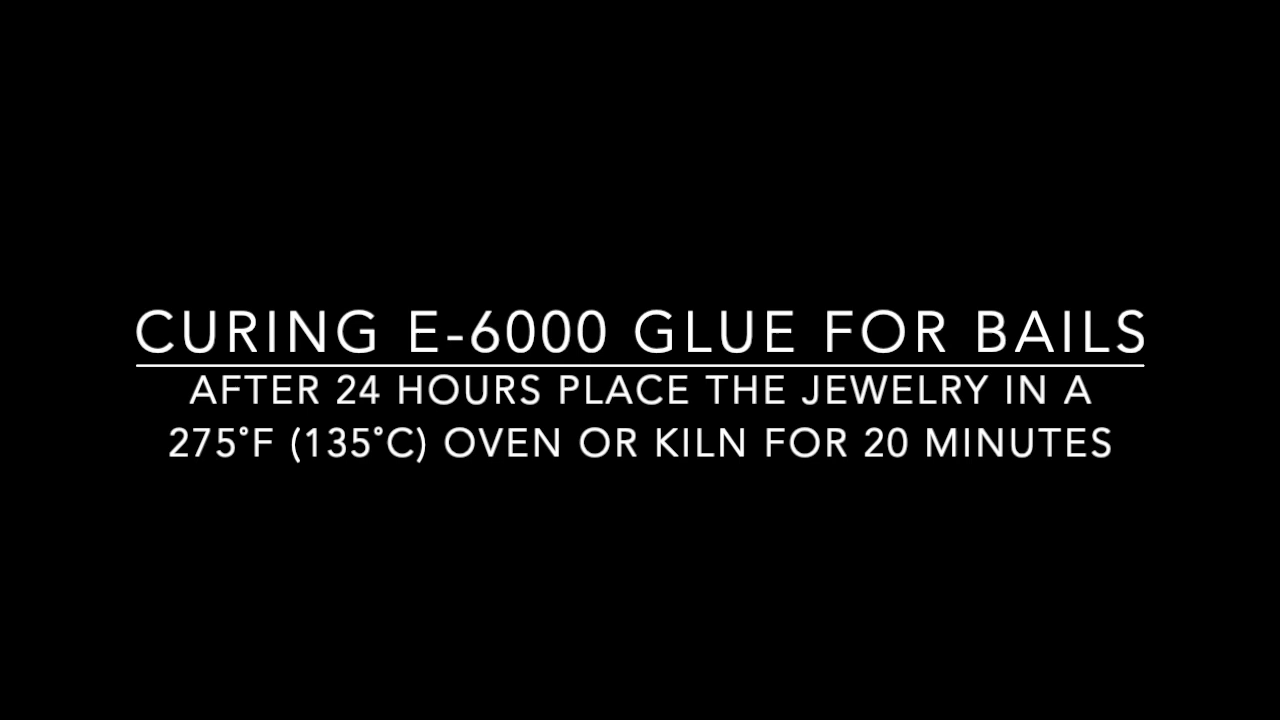 CURING E-6000 GLUE FOR BAILS
AFTER 24 HOURS PLACE THE JEWELRY IN A
275°F (135°C) OVEN OR KILN FOR 20 MINUTES